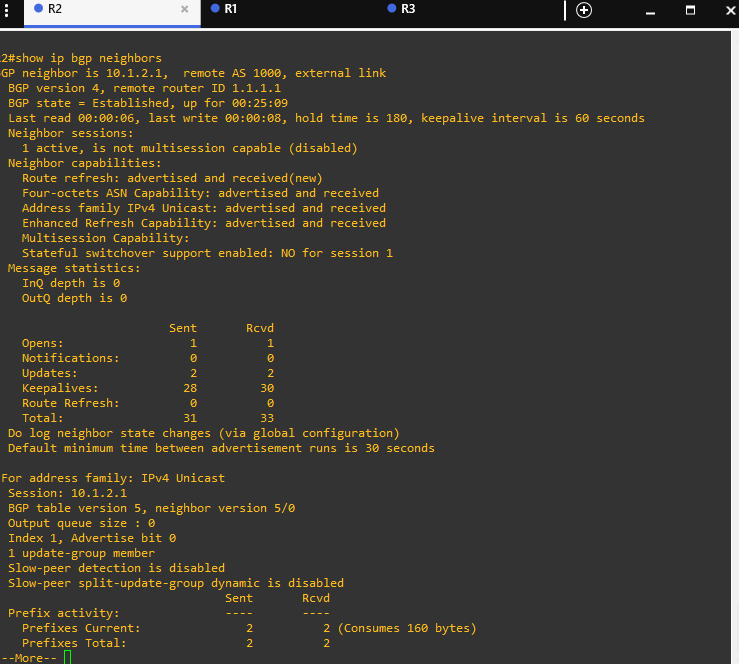 R2 × R1 R3
2#show ip bgp neighbors
GP neighbor is 10.1.2.1,  remote AS 1000, external link
 BGP version 4, remote router ID 1.1.1.1
 BGP state = Established, up for 00:25:09
 Last read 00:00:06, last write 00:00:08, hold time is 180, keepalive interval is 60 seconds
 Neighbor sessions:
   1 active, is not multisession capable (disabled)
 Neighbor capabilities:
   Route refresh: advertised and received(new)
   Four-octets ASN Capability: advertised and received
   Address family IPv4 Unicast: advertised and received
   Enhanced Refresh Capability: advertised and received
   Multisession Capability:
   Stateful switchover support enabled: NO for session 1
 Message statistics:
   InQ depth is 0
   OutQ depth is 0
                        Sent       Rcvd
   Opens:                  1          1
   Notifications:          0          0
   Updates:                2          2
   Keepalives:            28         30
   Route Refresh:          0          0
   Total:                 31         33
 Do log neighbor state changes (via global configuration)
 Default minimum time between advertisement runs is 30 seconds
For address family: IPv4 Unicast
 Session: 10.1.2.1
 BGP table version 5, neighbor version 5/0
 Output queue size : 0
 Index 1, Advertise bit 0
 1 update-group member
 Slow-peer detection is disabled
 Slow-peer split-update-group dynamic is disabled
                                Sent       Rcvd
 Prefix activity:               ----       ----
   Prefixes Current:               2          2 (Consumes 160 bytes)
   Prefixes Total:                 2          2
--More--